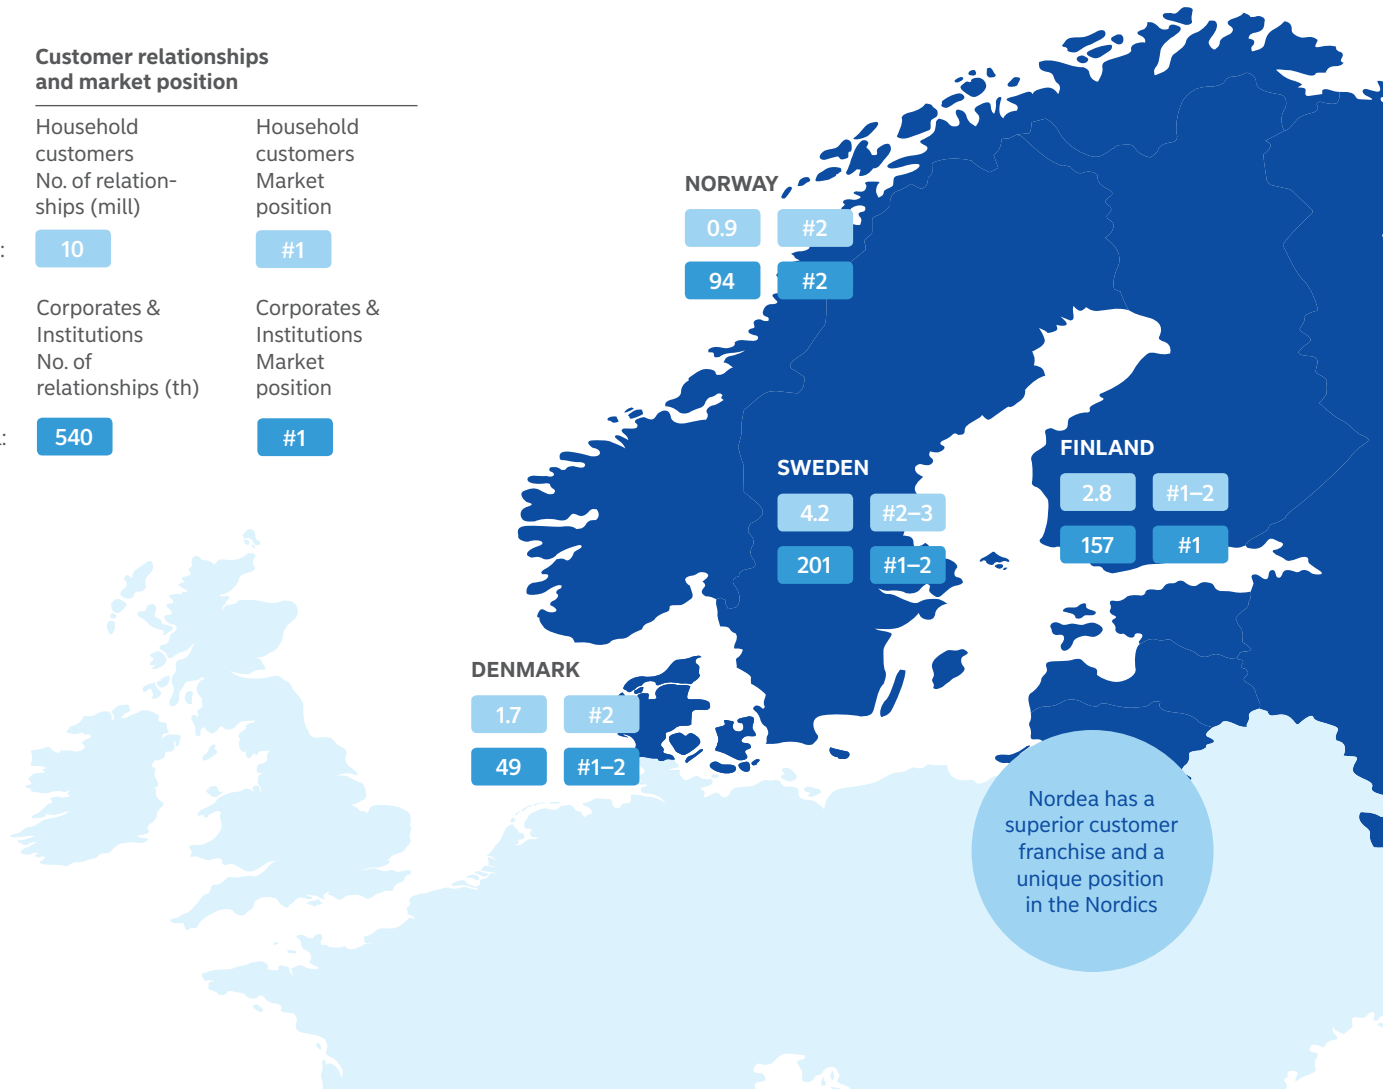 Customer relationships
and market position
Household
customers
No. of relation-
ships (mill)
Household
customers
Market
position
:
10
#1
Corporates &
Institutions
No. of
relationships (th)
Corporates &
Institutions
Market
position
:
540
#1
NORWAY
0.9 #2
94 #2
SWEDEN
4.2 #2–3
201 #1–2
FINLAND
2.8 #1–2
157 #1
DENMARK
1.7 #2
49 #1–2
Nordea has a
superior customer
franchise and a
unique position
in the Nordics